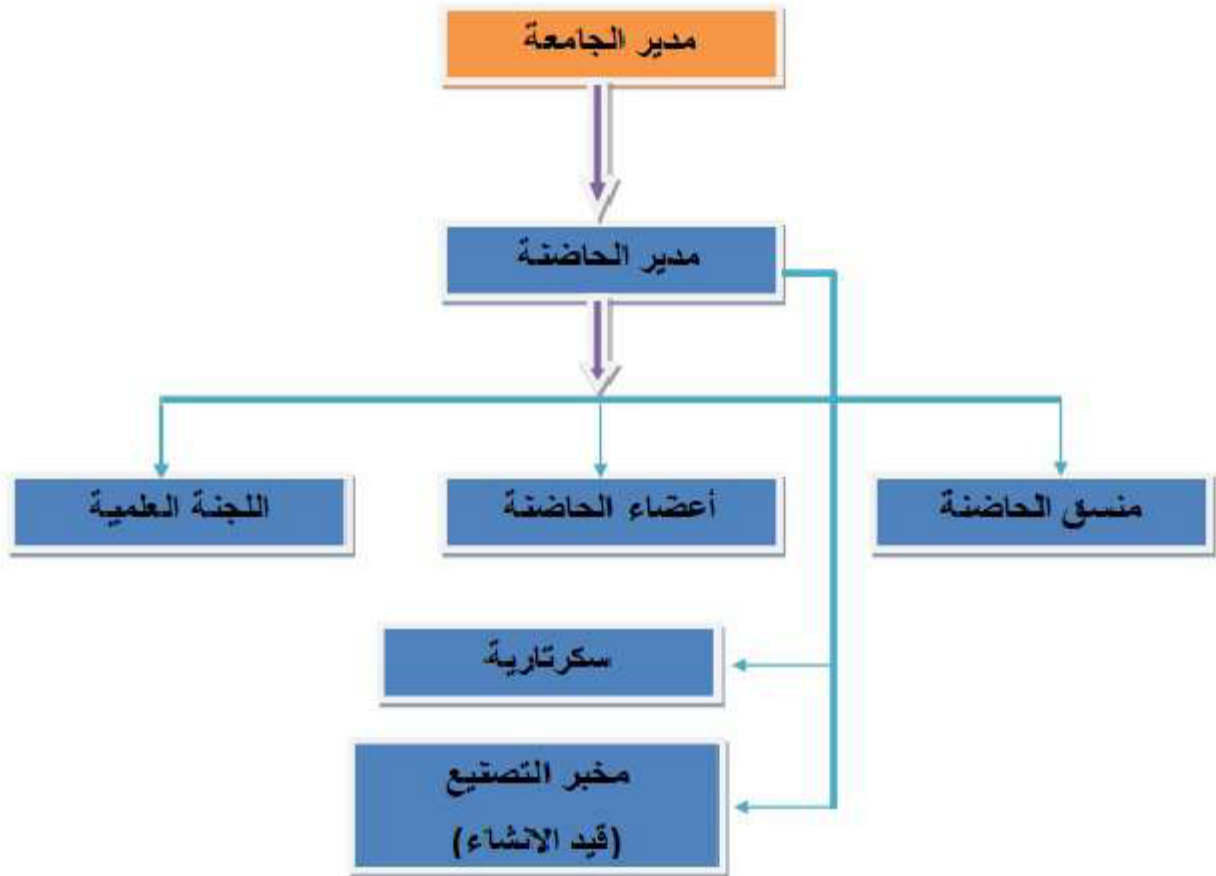 مدير الجامعة
مدير الحاضنة
منسق الحاضنة
أعضاء الحاضنة
اللجنة العلمية
سكرتارية
مخبر التصنيع
(قيد الانشاء)